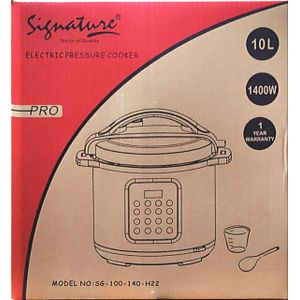 Signature®
The Joy of Quality
ELECTRIC PRESSURE COOKER
10L
1400W
1
YEAR
WARRANTY
PRO
MODEL NO:SG-100-140-H22